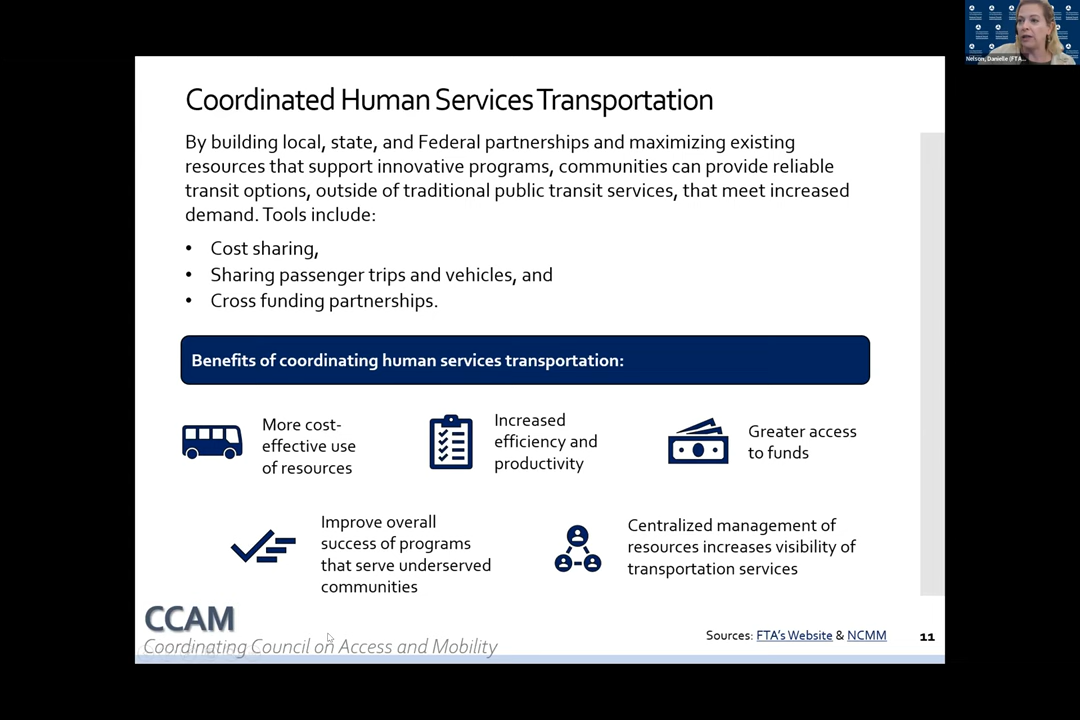 Nelson, Danielle (FTA...
Coordinated Human Services Transportation
By building local, state, and Federal partnerships and maximizing existing
resources that support innovative programs, communities can provide reliable
transit options, outside of traditional public transit services, that meet increased
demand. Tools include:
• Cost sharing,
• Sharing passenger trips and vehicles, and
• Cross funding partnerships.
Benefits of coordinating human services transportation:
More cost-
effective use
of resources
Increased
efficiency and
productivity
Greater access
to funds
Improve overall
success of programs
that serve underserved
communities
Centralized management of
resources increases visibility of
transportation services
CCAM
Coordinating Council on Access and Mobility
Sources: FTA's Website & NCMM
11